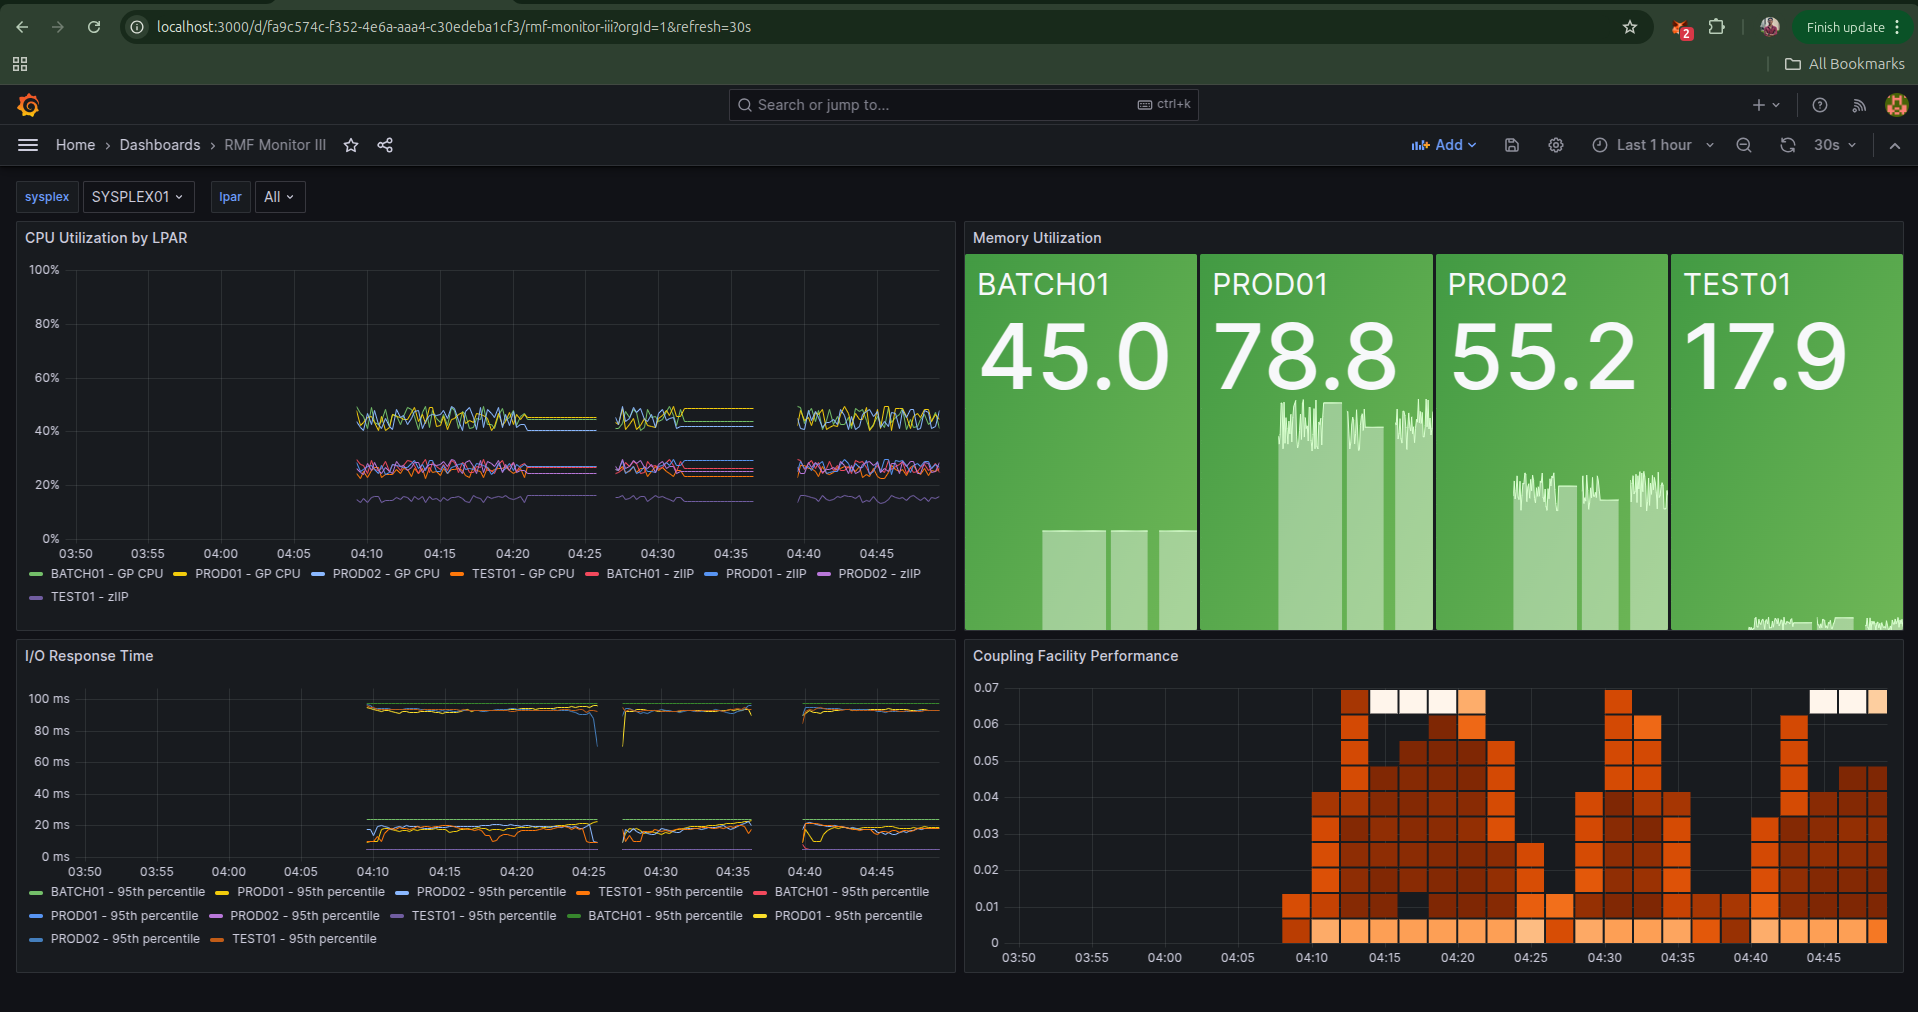 localhost:3000/d/fa9c574c-f352-4e6a-aaa4-c30edeba1cf3/rmf-monitor-iii?orgId=1&refresh=30s
2
Finish update
All Bookmarks
Search or jump to...
ctrl+k
Home › Dashboards › RMF Monitor III
Add
Last 1 hour
30s
sysplex
SYSPLEX01
lpar
All
CPU Utilization by LPAR
100%
80%
60%
40%
20%
0%
03:50 03:55 04:00 04:05 04:10 04:15 04:20 04:25 04:30 04:35 04:40 04:45
BATCH01 - GP CPU PROD01 - GP CPU PROD02 - GP CPU TEST01 - GP CPU BATCH01 - zIIP PROD01 - zIIP PROD02 - zIIP
TEST01 - zIIP
Memory Utilization
BATCH01
45.0
PROD01
78.8
PROD02
55.2
TEST01
17.9
I/O Response Time
100 ms
80 ms
60 ms
40 ms
20 ms
0 ms
03:50 03:55 04:00 04:05 04:10 04:15 04:20 04:25 04:30 04:35 04:40 04:45
BATCH01 - 95th percentile PROD01 - 95th percentile PROD02 - 95th percentile TEST01 - 95th percentile BATCH01 - 95th percentile
PROD01 - 95th percentile PROD02 - 95th percentile TEST01 - 95th percentile BATCH01 - 95th percentile PROD01 - 95th percentile
PROD02 - 95th percentile TEST01 - 95th percentile
Coupling Facility Performance
0.07
0.06
0.05
0.04
0.03
0.02
0.01
0
03:50 03:55 04:00 04:05 04:10 04:15 04:20 04:25 04:30 04:35 04:40 04:45